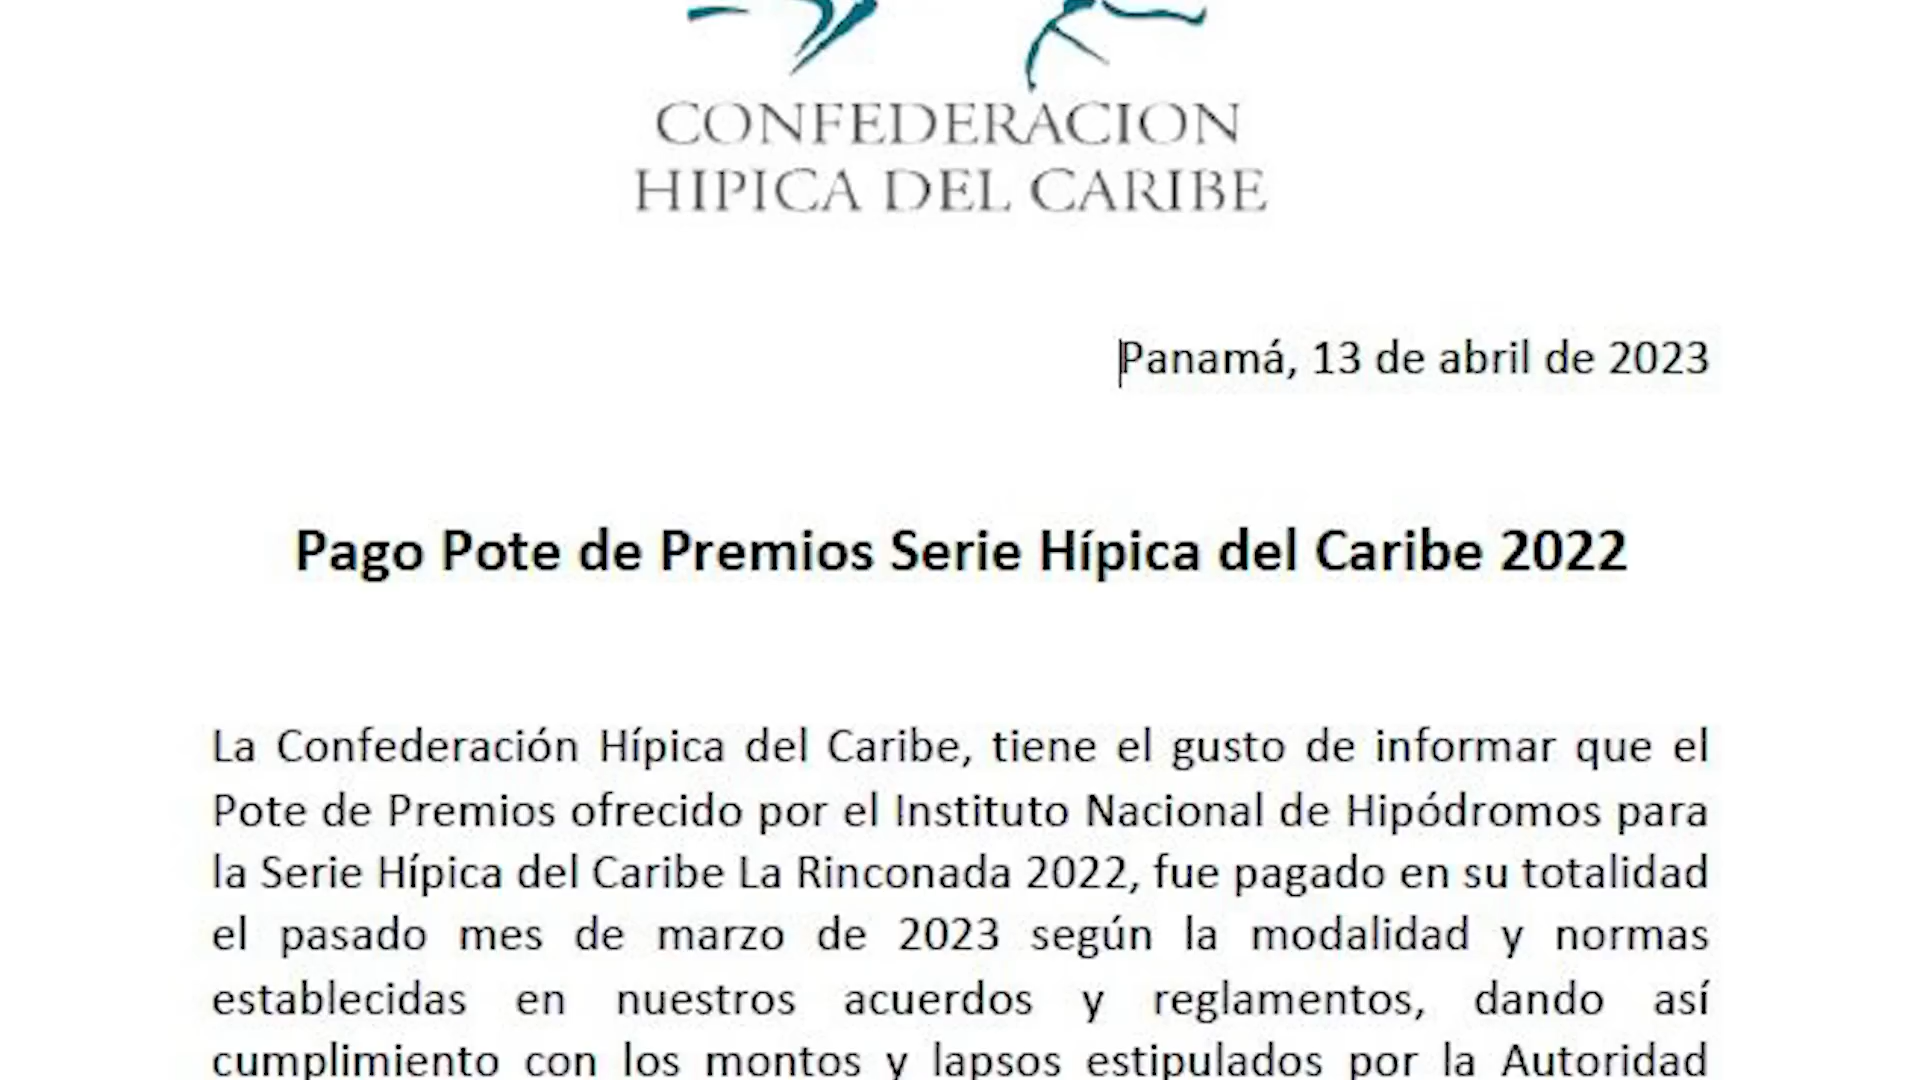 CONFEDERACION
HIPICA DEL CARIBE
Panamá, 13 de abril de 2023
Pago Pote de Premios Serie Hípica del Caribe 2022
La Confederación Hípica del Caribe, tiene el gusto de informar que el
Pote de Premios ofrecido por el Instituto Nacional de Hipódromos para
la Serie Hípica del Caribe La Rinconada 2022, fue pagado en su totalidad
el pasado mes de marzo de 2023 según la modalidad y normas
establecidas en nuestros acuerdos y reglamentos, dando así
cumplimiento con los montos y lapsos estipulados por la Autoridad